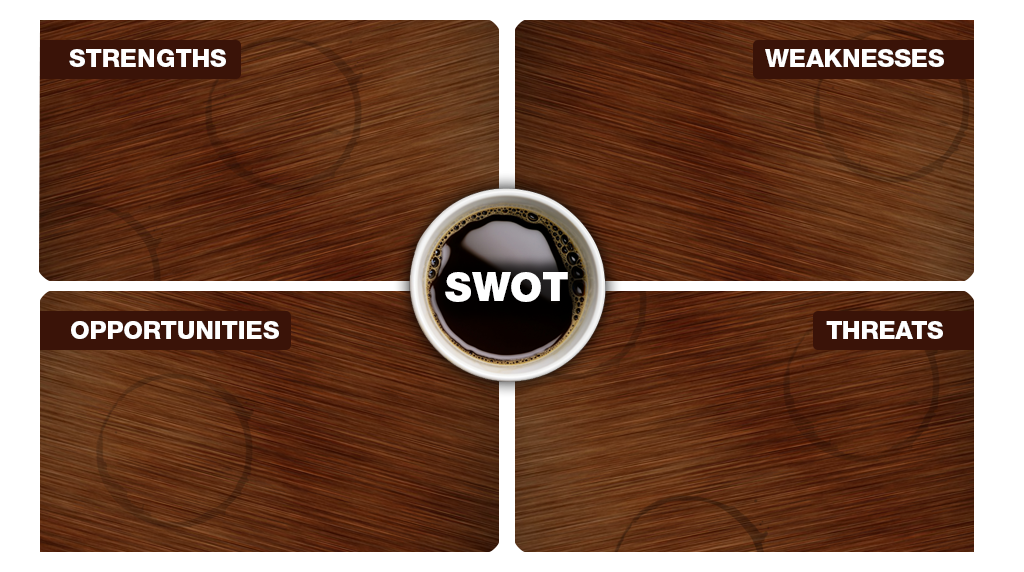 STRENGTHS
WEAKNESSES
SWOT
OPPORTUNITIES
THREATS